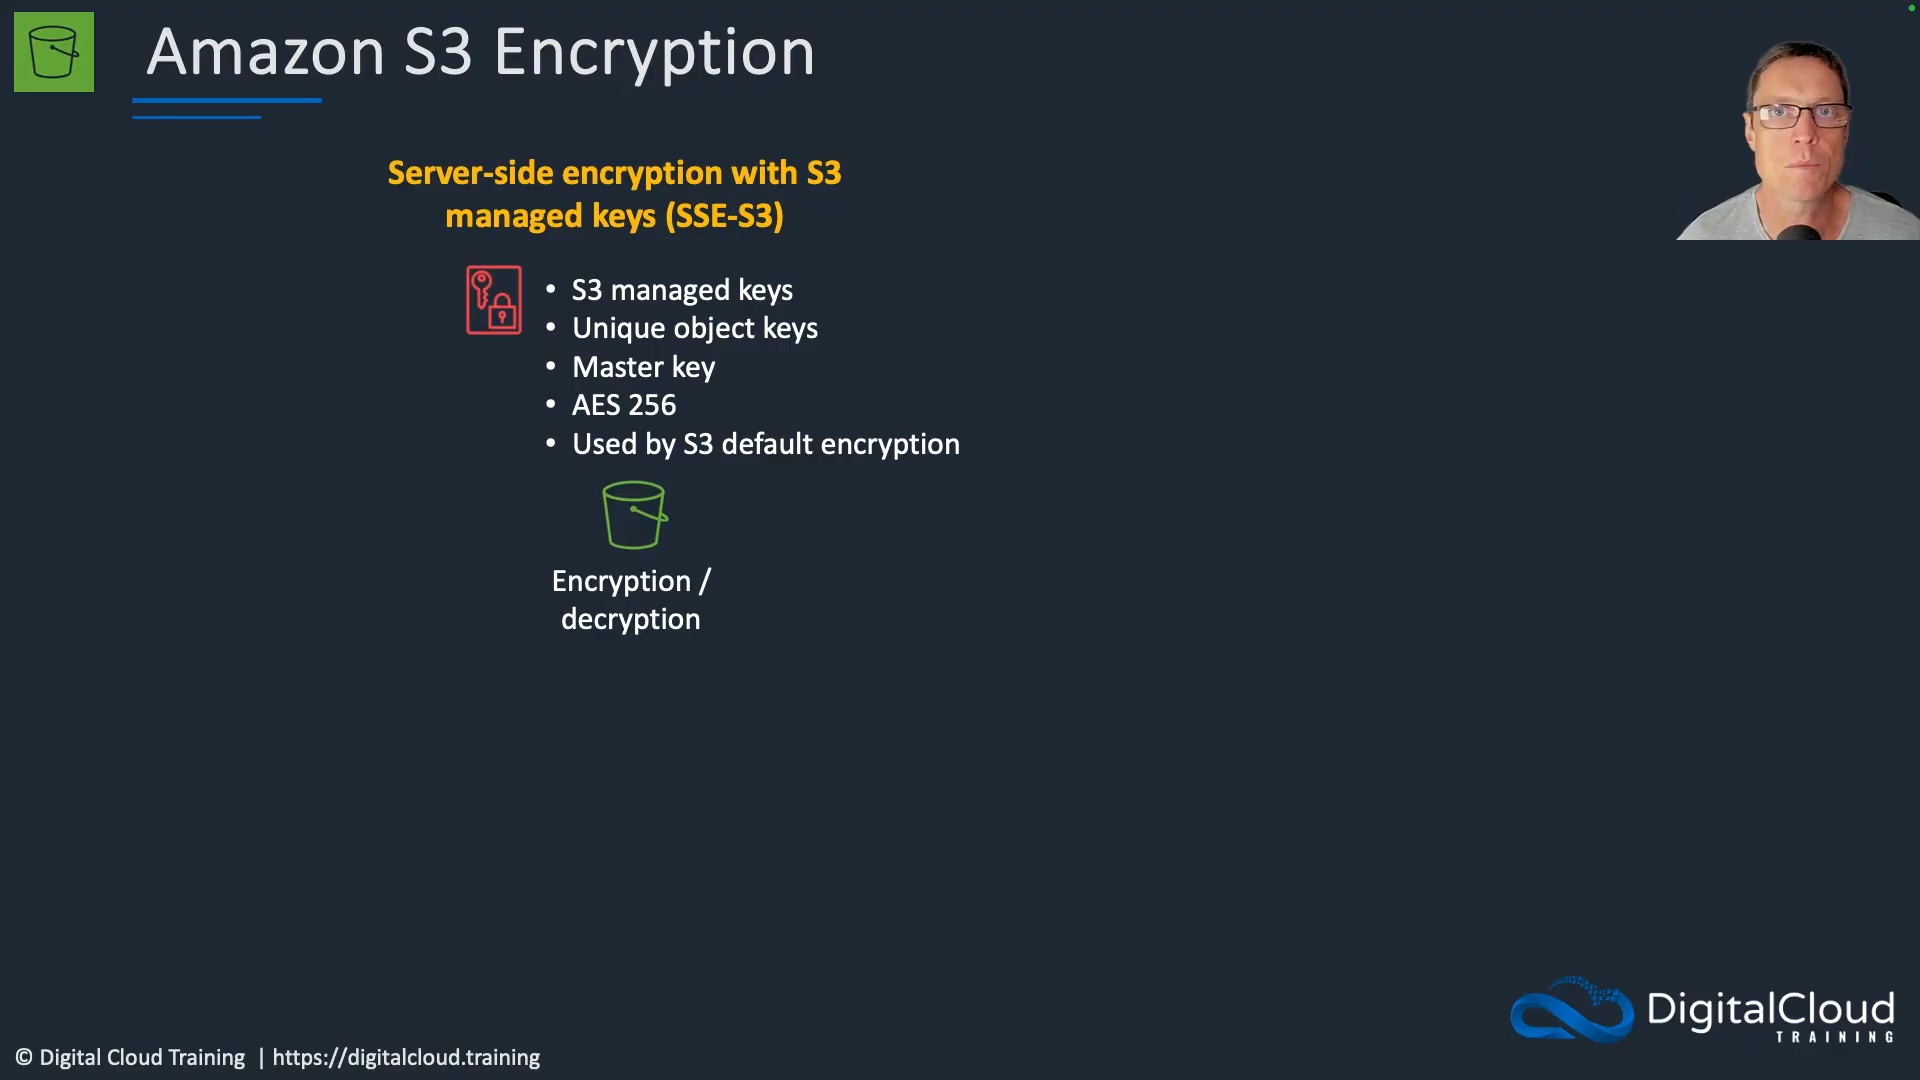 Amazon S3 Encryption
Server-side encryption with S3
managed keys (SSE-S3)
• S3 managed keys
• Unique object keys
• Master key
• AES 256
• Used by S3 default encryption
Encryption /
decryption
DigitalCloud
TRAINING
© Digital Cloud Training | https://digitalcloud.training